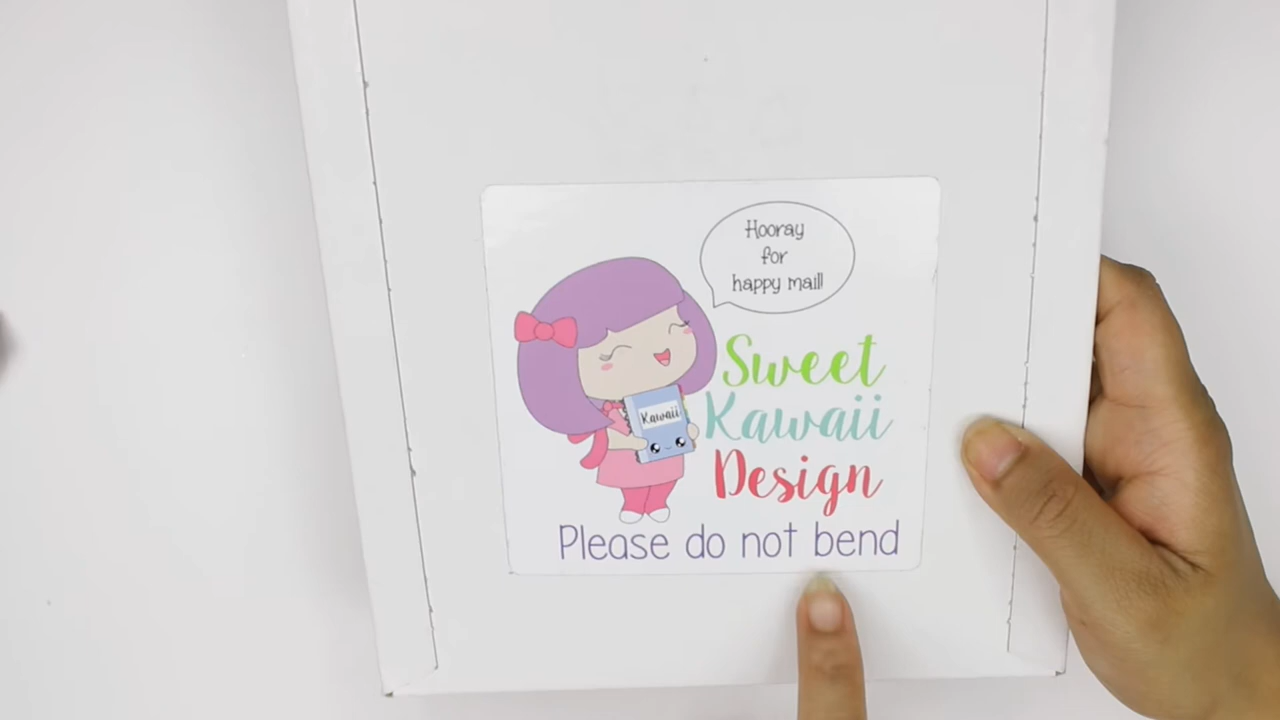 Hooray
for
happy mail!
Sweet
Kawaii
Design
Kawaii
Please do not bend